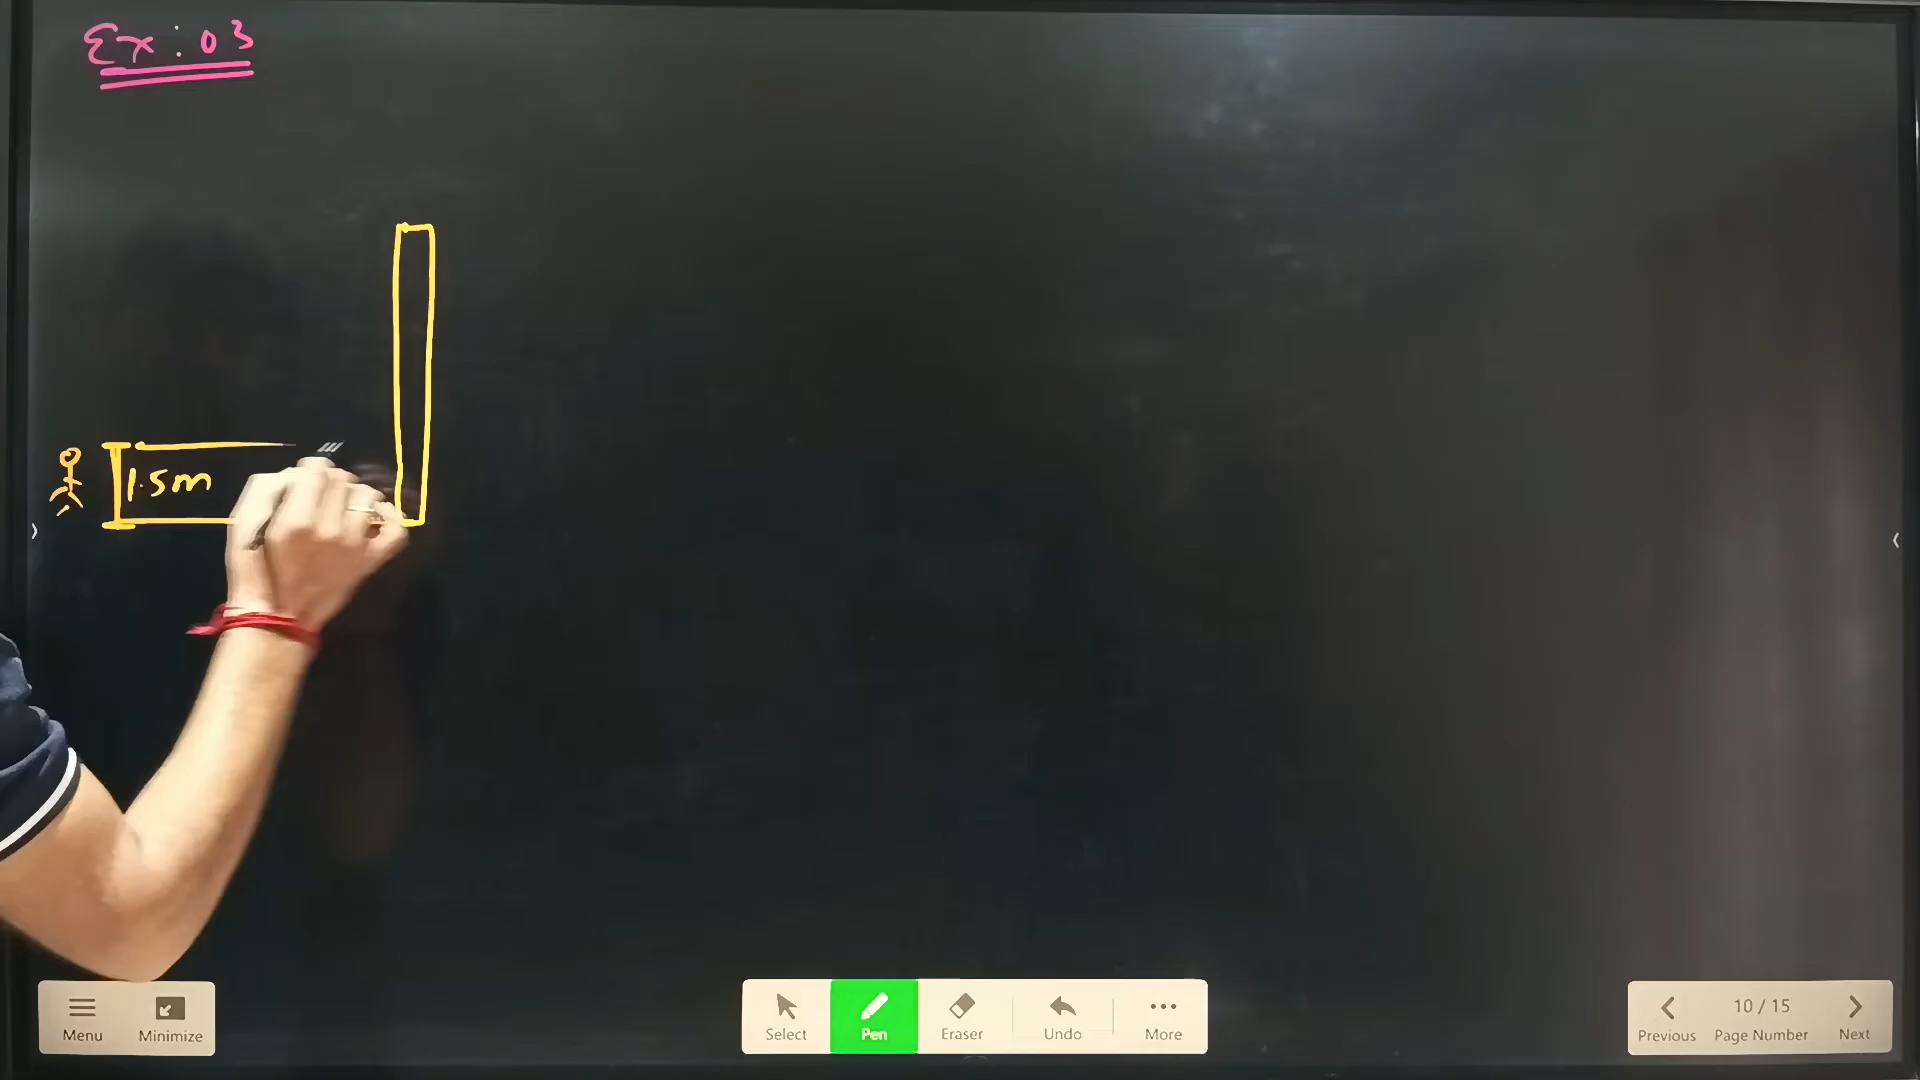 Ex: 03
1.5m
Menu
Minimize
Select
Pen
Eraser
Undo
More
Previous
10 / 15
Page Number
Next